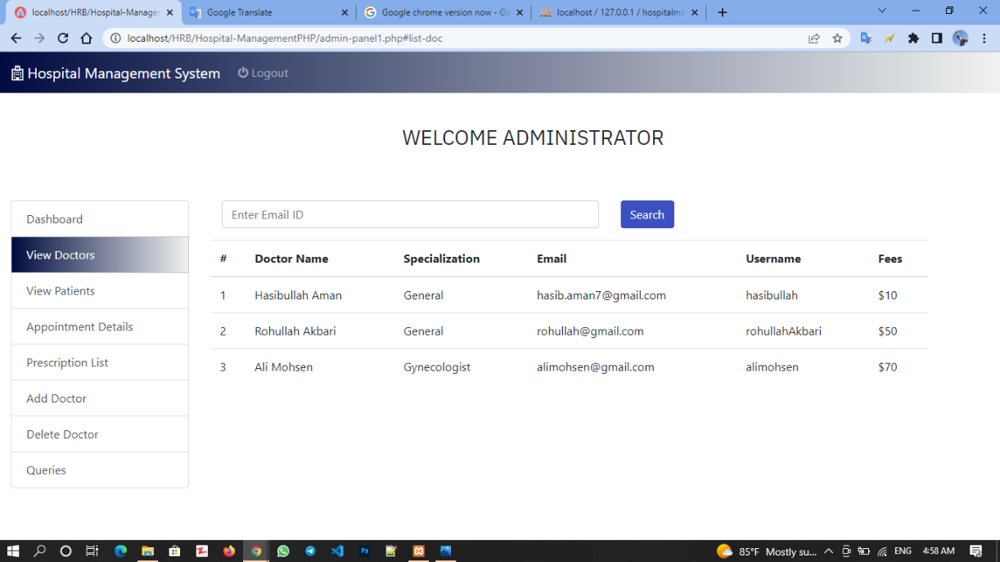 localhost/HRB/Hospital-Manage
Google Translate
Google chrome version now - Go
localhost / 127.0.0.1 / hospitalms
localhost/HRB/Hospital-ManagementPHP/admin-panel1.php#list-doc
Hospital Management System Logout
WELCOME ADMINISTRATOR
Dashboard
View Doctors
View Patients
Appointment Details
Prescription List
Add Doctor
Delete Doctor
Queries
Enter Email ID Search
# Doctor Name Specialization Email Username Fees
1 Hasibullah Aman General hasib.aman7@gmail.com hasibullah $10
2 Rohullah Akbari General rohullah@gmail.com rohullahAkbari $50
3 Ali Mohsen Gynecologist alimohsen@gmail.com alimohsen $70
85°F Mostly su... ENG 4:58 AM